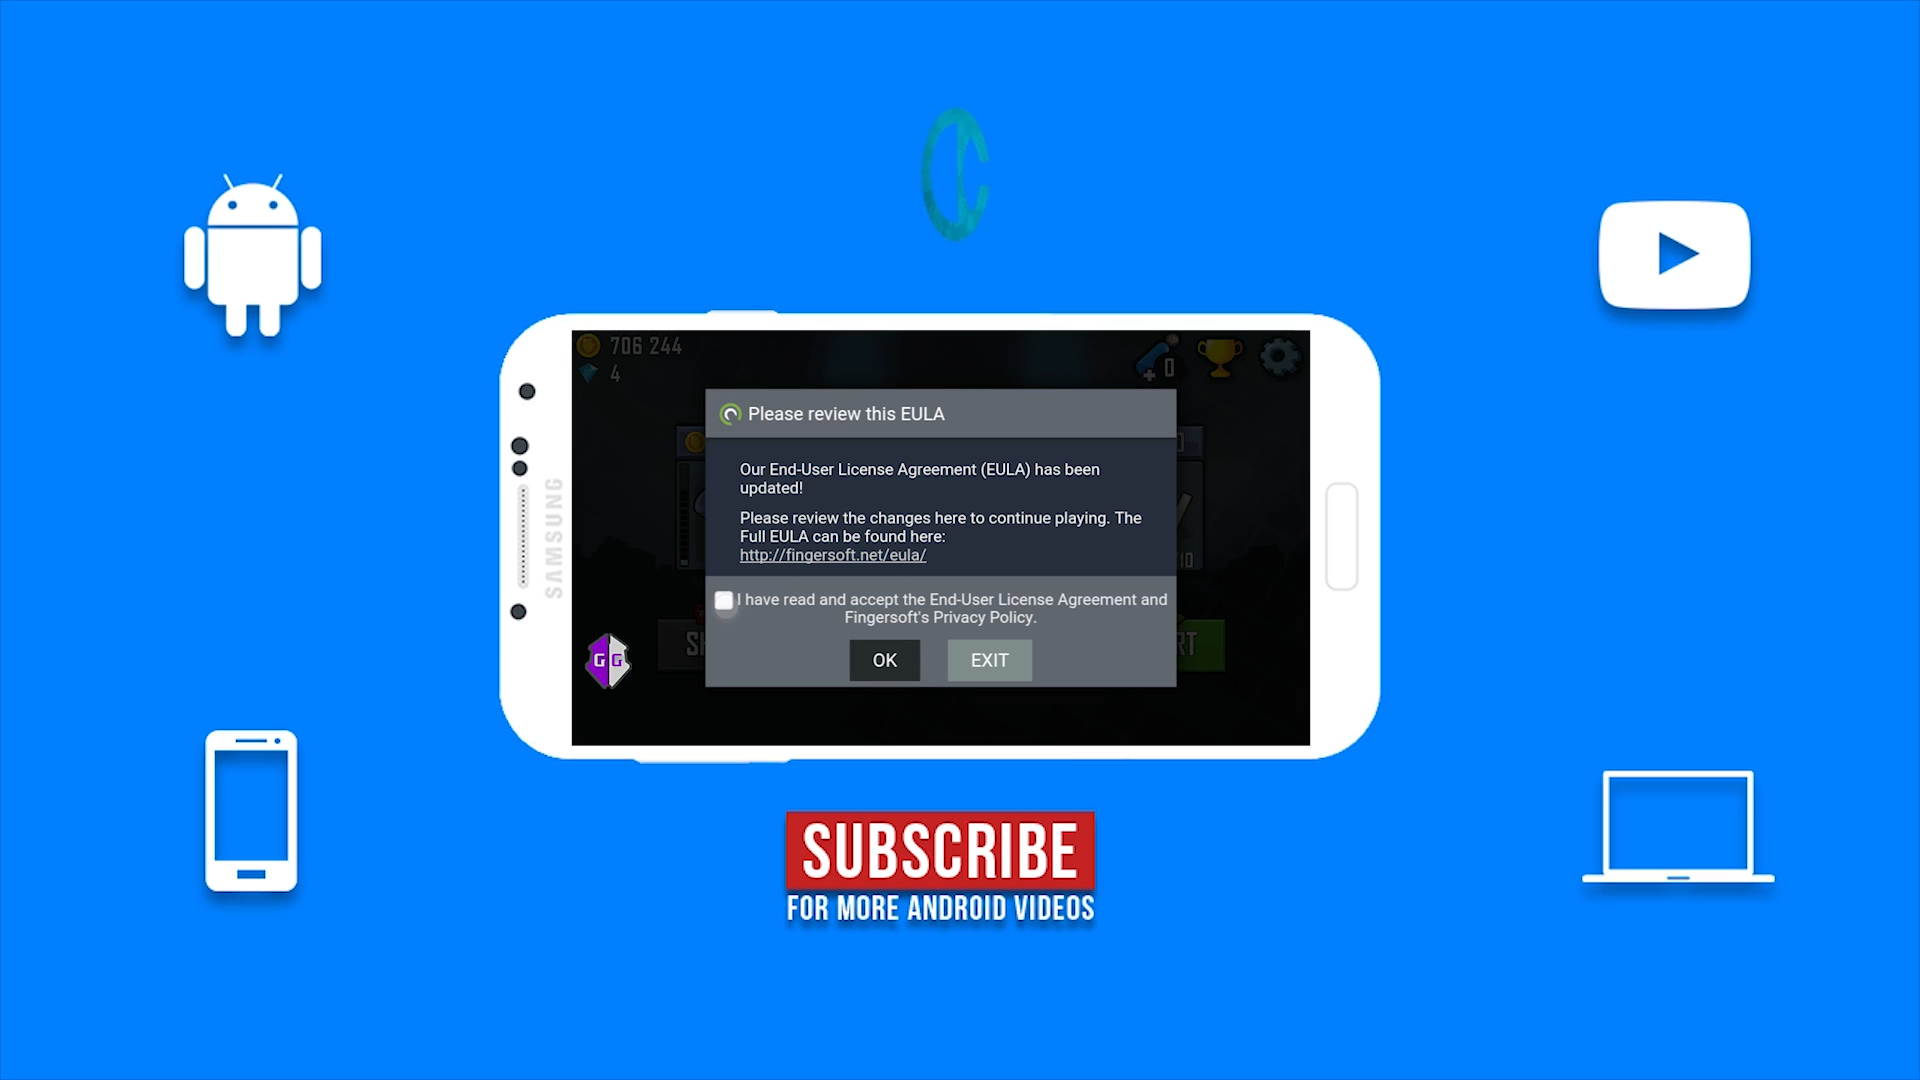 706 244
4
0
Please review this EULA
Our End-User License Agreement (EULA) has been
updated!
Please review the changes here to continue playing. The
Full EULA can be found here:
http://fingersoft.net/eula/
I have read and accept the End-User License Agreement and
Fingersoft's Privacy Policy.
OK
EXIT
SAMSUNG
GG
SUBSCRIBE
FOR MORE ANDROID VIDEOS